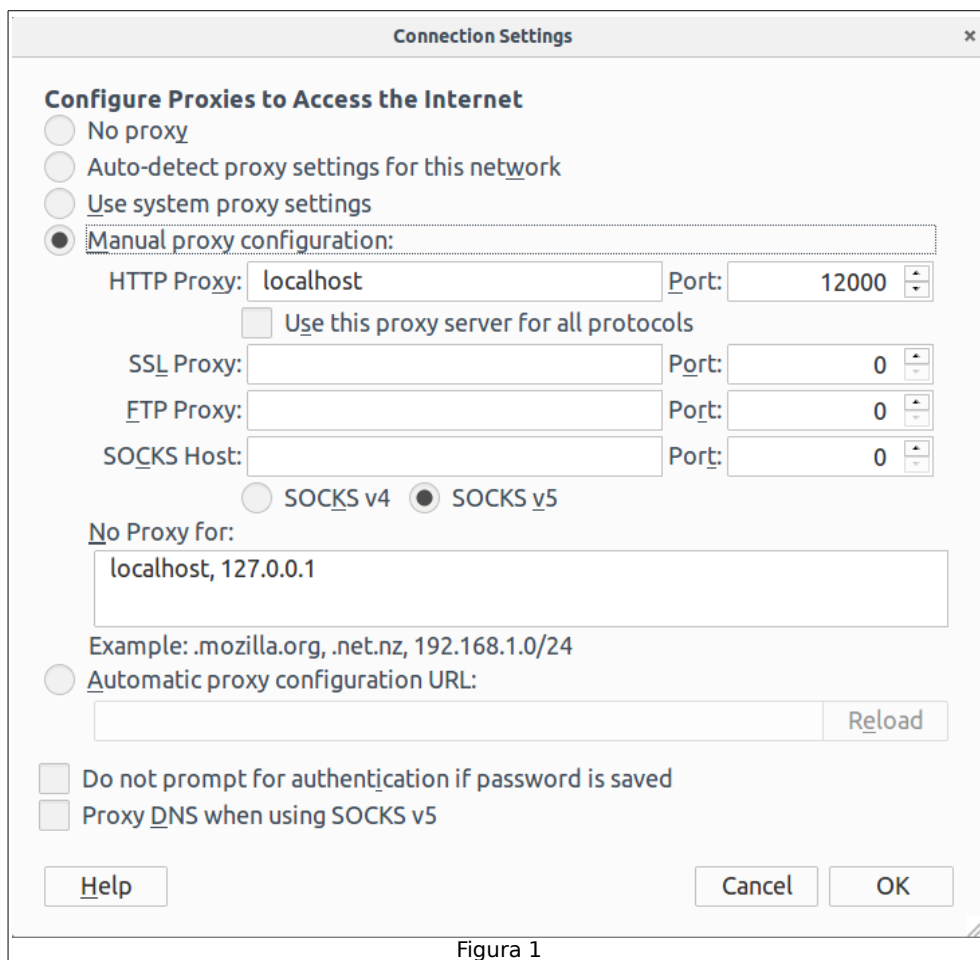 Connection Settings ×
Configure Proxies to Access the Internet
No proxy
Auto-detect proxy settings for this network
Use system proxy settings
Manual proxy configuration:
HTTP Proxy: localhost Port: 12000
Use this proxy server for all protocols
SSL Proxy: Port: 0
FTP Proxy: Port: 0
SOCKS Host: Port: 0
SOCKS v4 SOCKS v5
No Proxy for:
localhost, 127.0.0.1
Example: .mozilla.org, .net.nz, 192.168.1.0/24
Automatic proxy configuration URL:
Reload
Do not prompt for authentication if password is saved
Proxy DNS when using SOCKS v5
Help Cancel OK
Figura 1